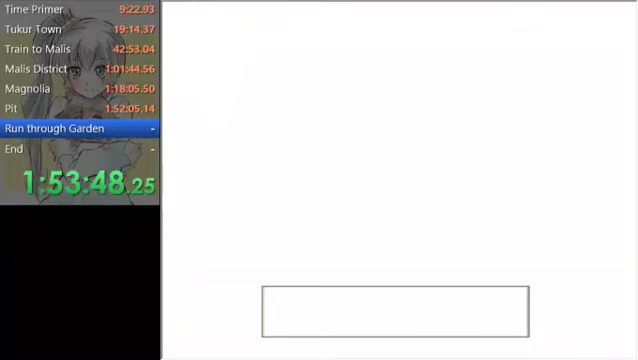 Time Primer 9:22.93
Tukur Town 19:14.37
Train to Malis 42:53.04
Malis District 1:01:44.56
Magnolia 1:18:05.50
Pit 1:52:05.14
Run through Garden -
End -
1:53:48.25